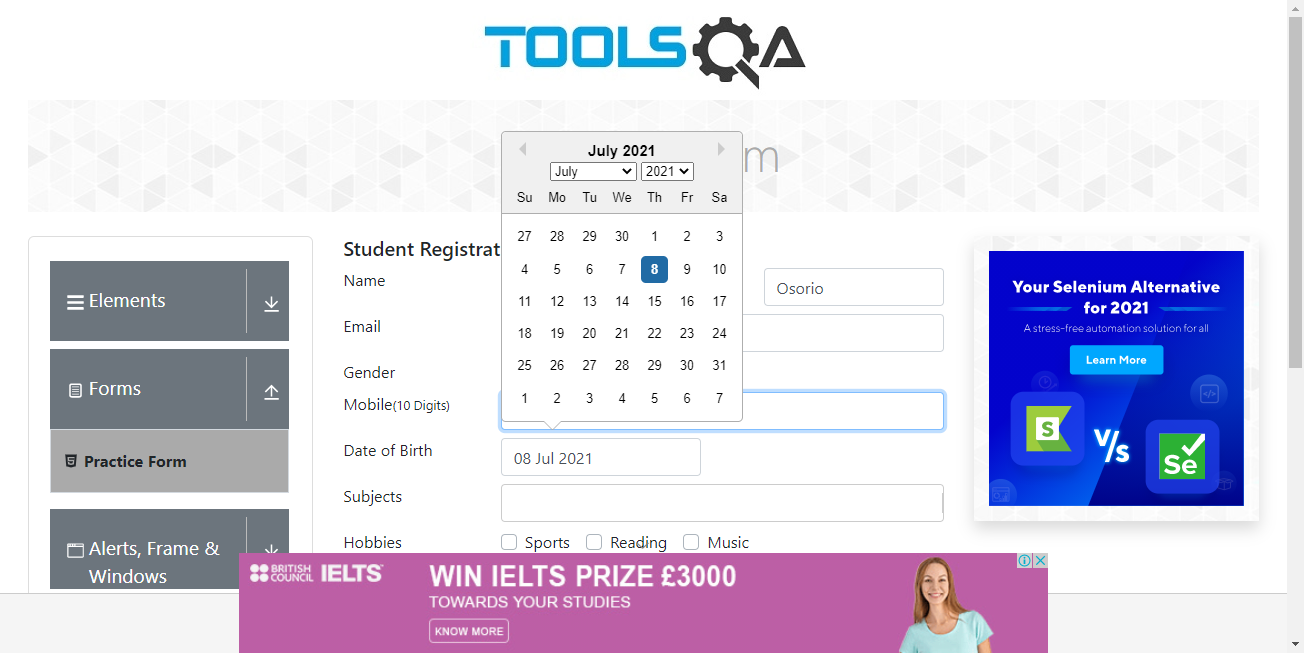 TOOLSQA
m
July 2021
July 2021
Su Mo Tu We Th Fr Sa
27 28 29 30 1 2 3
4 5 6 7 8 9 10
11 12 13 14 15 16 17
18 19 20 21 22 23 24
25 26 27 28 29 30 31
1 2 3 4 5 6 7
Elements
Forms
Practice Form
Alerts, Frame &
Windows
Student Registrat
Name
Osorio
Email
Gender
Mobile(10 Digits)
Date of Birth
08 Jul 2021
Subjects
Hobbies
Sports Reading Music
Your Selenium Alternative
for 2021
A stress-free automation solution for all
Learn More
S
V/s
Se
BRITISH
COUNCIL
IELTS
WIN IELTS PRIZE £3000
TOWARDS YOUR STUDIES
KNOW MORE